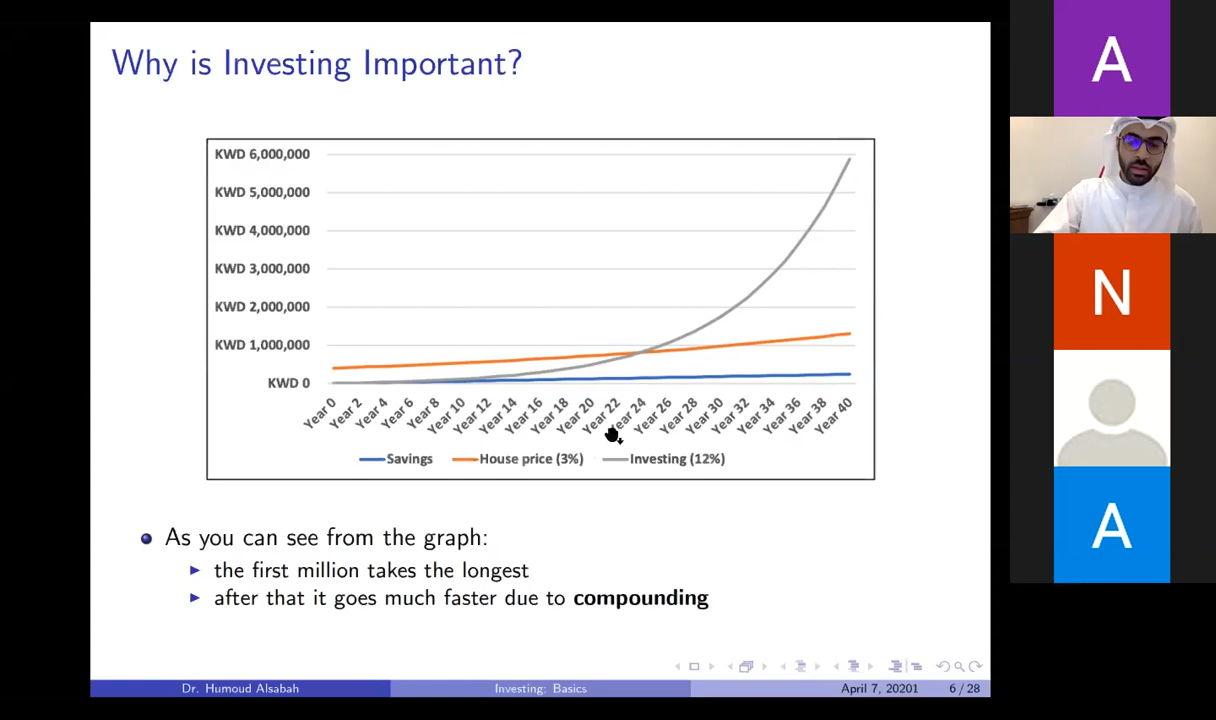 Why is Investing Important?
KWD 6,000,000
KWD 5,000,000
KWD 4,000,000
KWD 3,000,000
KWD 2,000,000
KWD 1,000,000
KWD 0
Year 0 Year 2 Year 4 Year 6 Year 8 Year 10 Year 12 Year 14 Year 16 Year 18 Year 20 Year 22 Year 24 Year 26 Year 28 Year 30 Year 32 Year 34 Year 36 Year 38 Year 40
Savings House price (3%) Investing (12%)
As you can see from the graph:
the first million takes the longest
after that it goes much faster due to compounding
Dr. Humoud Alsabah Investing: Basics April 7, 20201 6 / 28
A
N
A